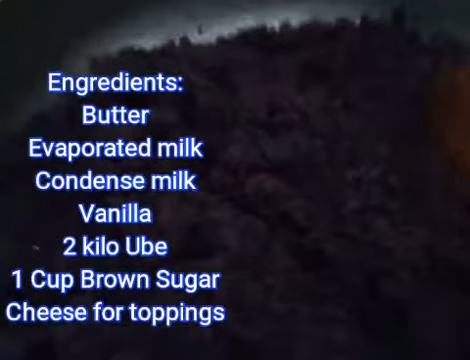 Engredients:
Butter
Evaporated milk
Condense milk
Vanilla
2 kilo Ube
1 Cup Brown Sugar
Cheese for toppings